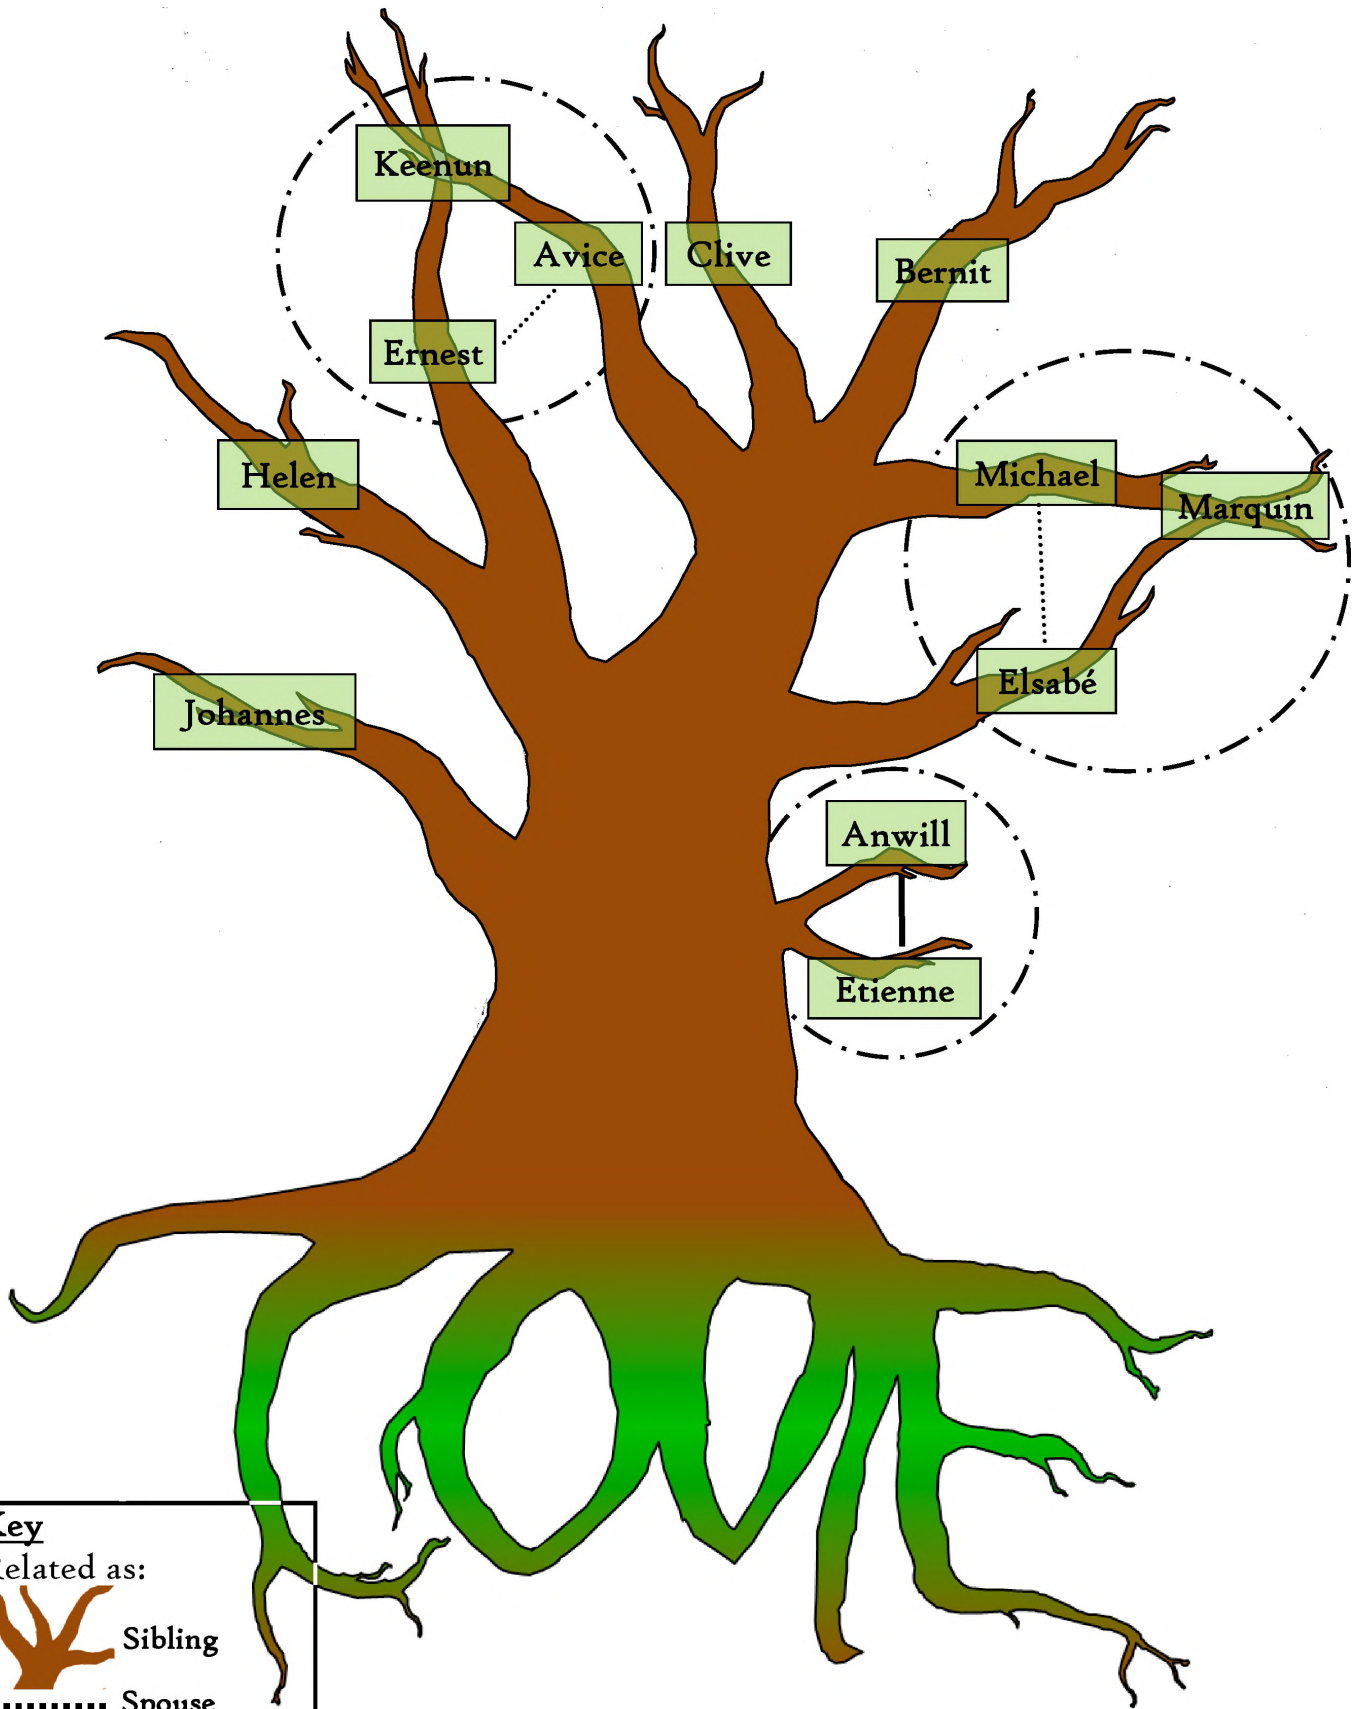 Keenun
Avice
Clive
Bernit
Ernest
Helen
Michael
Marquin
Johannes
Elsabé
Anwill
Etienne
Related as:
Sibling
Spouse